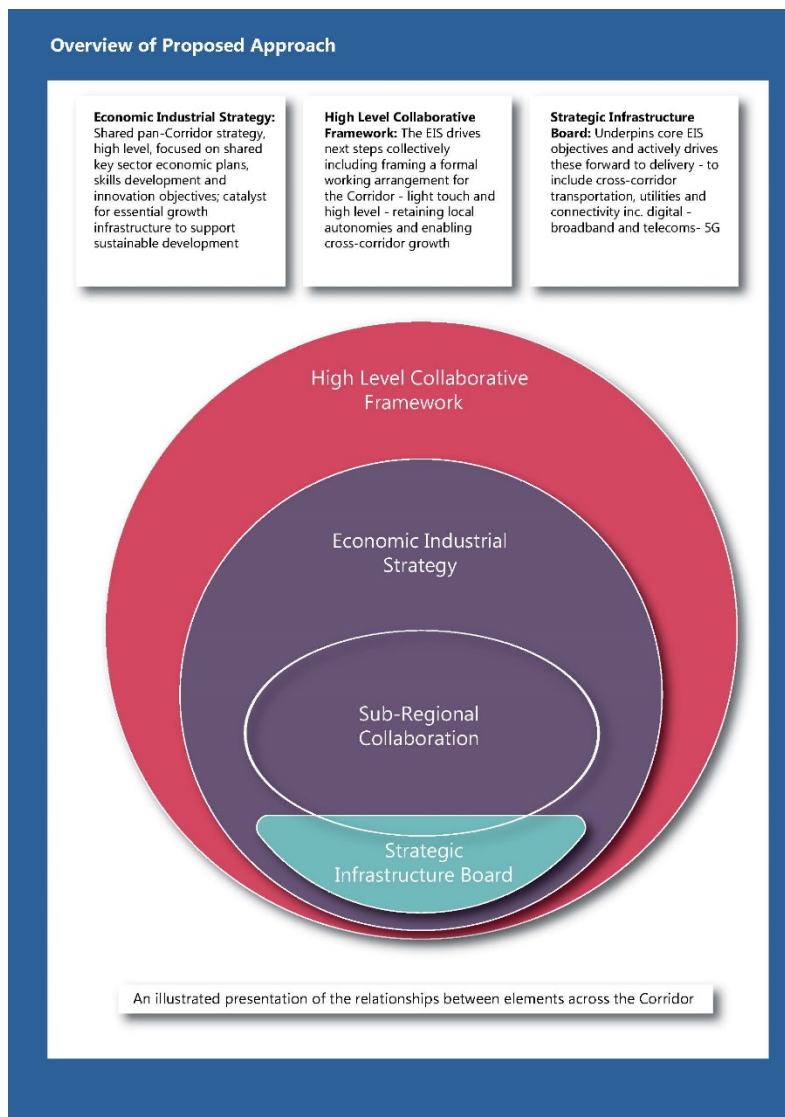 Overview of Proposed Approach
Economic Industrial Strategy:
Shared pan-Corridor strategy,
high level, focused on shared
key sector economic plans,
skills development and
innovation objectives; catalyst
for essential growth
infrastructure to support
sustainable development
High Level Collaborative
Framework: The EIS drives
next steps collectively
including framing a formal
working arrangement for
the Corridor - light touch and
high level - retaining local
autonomies and enabling
cross-corridor growth
Strategic Infrastructure
Board: Underpins core EIS
objectives and actively drives
these forward to delivery - to
include cross-corridor
transportation, utilities and
connectivity inc. digital -
broadband and telecoms- 5G
High Level Collaborative
Framework
Economic Industrial
Strategy
Sub-Regional
Collaboration
Strategic
Infrastructure Board
An illustrated presentation of the relationships between elements across the Corridor